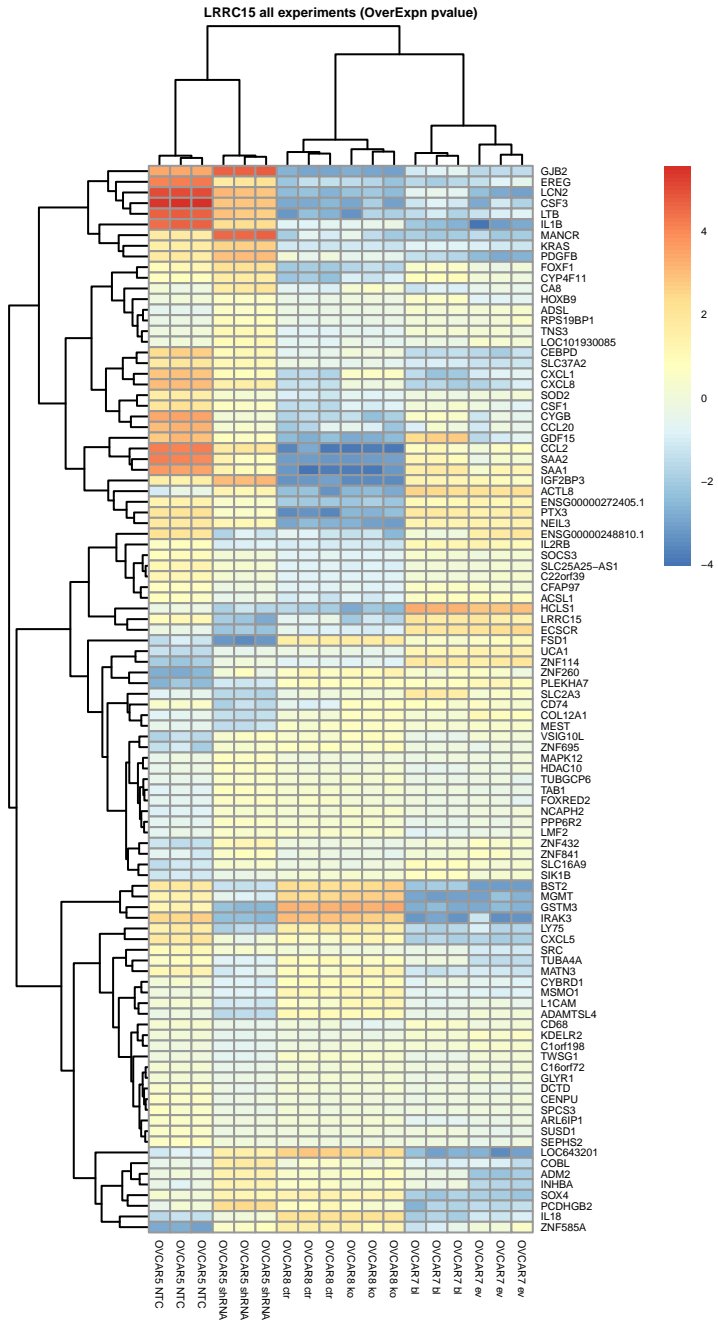 LRRC15 all experiments (OverExpn pvalue)
GJB2
EREG
LCN2
CSF3
LTB
IL1B
MANCR
KRAS
PDGFB
FOXF1
CYP4F11
CA8
HOXB9
ADSL
RPS19BP1
TNS3
LOC101930085
CEBPD
SLC37A2
CXCL1
CXCL8
SOD2
CSF1
CYGB
CCL20
GDF15
CCL2
SAA2
SAA1
IGF2BP3
ACTL8
ENSG00000272405.1
PTX3
NEIL3
ENSG00000248810.1
IL2RB
SOCS3
SLC25A25−AS1
C22orf39
CFAP97
ACSL1
HCLS1
LRRC15
ECSCR
FSD1
UCA1
ZNF114
ZNF260
PLEKHA7
SLC2A3
CD74
COL12A1
MEST
VSIG10L
ZNF695
MAPK12
HDAC10
TUBGCP6
TAB1
FOXRED2
NCAPH2
PPP6R2
LMF2
ZNF432
ZNF841
SLC16A9
SIK1B
BST2
MGMT
GSTM3
IRAK3
LY75
CXCL5
SRC
TUBA4A
MATN3
CYBRD1
MSMO1
L1CAM
ADAMTSL4
CD68
KDELR2
C1orf198
TWSG1
C16orf72
GLYR1
DCTD
CENPU
SPCS3
ARL6IP1
SUSD1
SEPHS2
LOC643201
COBL
ADM2
INHBA
SOX4
PCDHGB2
IL18
ZNF585A
4
2
0
−2
−4
OVCAR5 NTC
OVCAR5 NTC
OVCAR5 NTC
OVCAR5 shRNA
OVCAR5 shRNA
OVCAR5 shRNA
OVCAR8 ctr
OVCAR8 ctr
OVCAR8 ctr
OVCAR8 ko
OVCAR8 ko
OVCAR8 ko
OVCAR7 bl
OVCAR7 bl
OVCAR7 bl
OVCAR7 ev
OVCAR7 ev
OVCAR7 ev